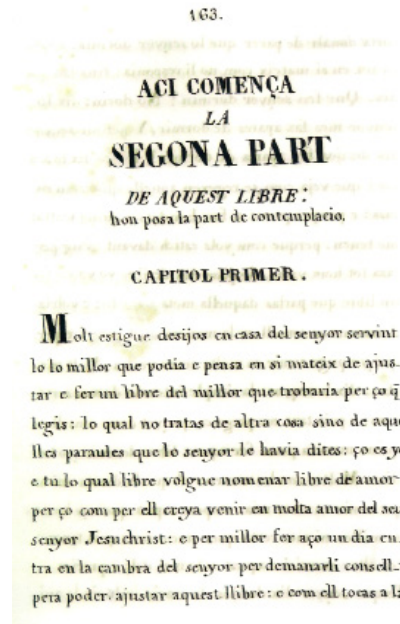 163.
ACI COMENÇA
LA
SEGONA PART
DE AQUEST LIBRE:
hon posa la part de contemplacio.
CAPITOL PRIMER.
Molt estigue desijos en casa del senyor servint
lo lo millor que podia e pensa en si mateix de ajus-
tar e fer un libre del millor que trobaria per ço q̃
legis: lo qual no tratas de altra cosa sino de aque
lles paraules que lo senyor le havia dites: ço es yo
e tu lo qual libre volgue nomenar libre de amor
per ço com per ell creya venir en molta amor del seu
senyor Jesuchrist: e per millor fer aço un dia en
tra en la cambra del senyor per demanarli consell
pera poder ajustar aquest llibre: e com ell tocas a la